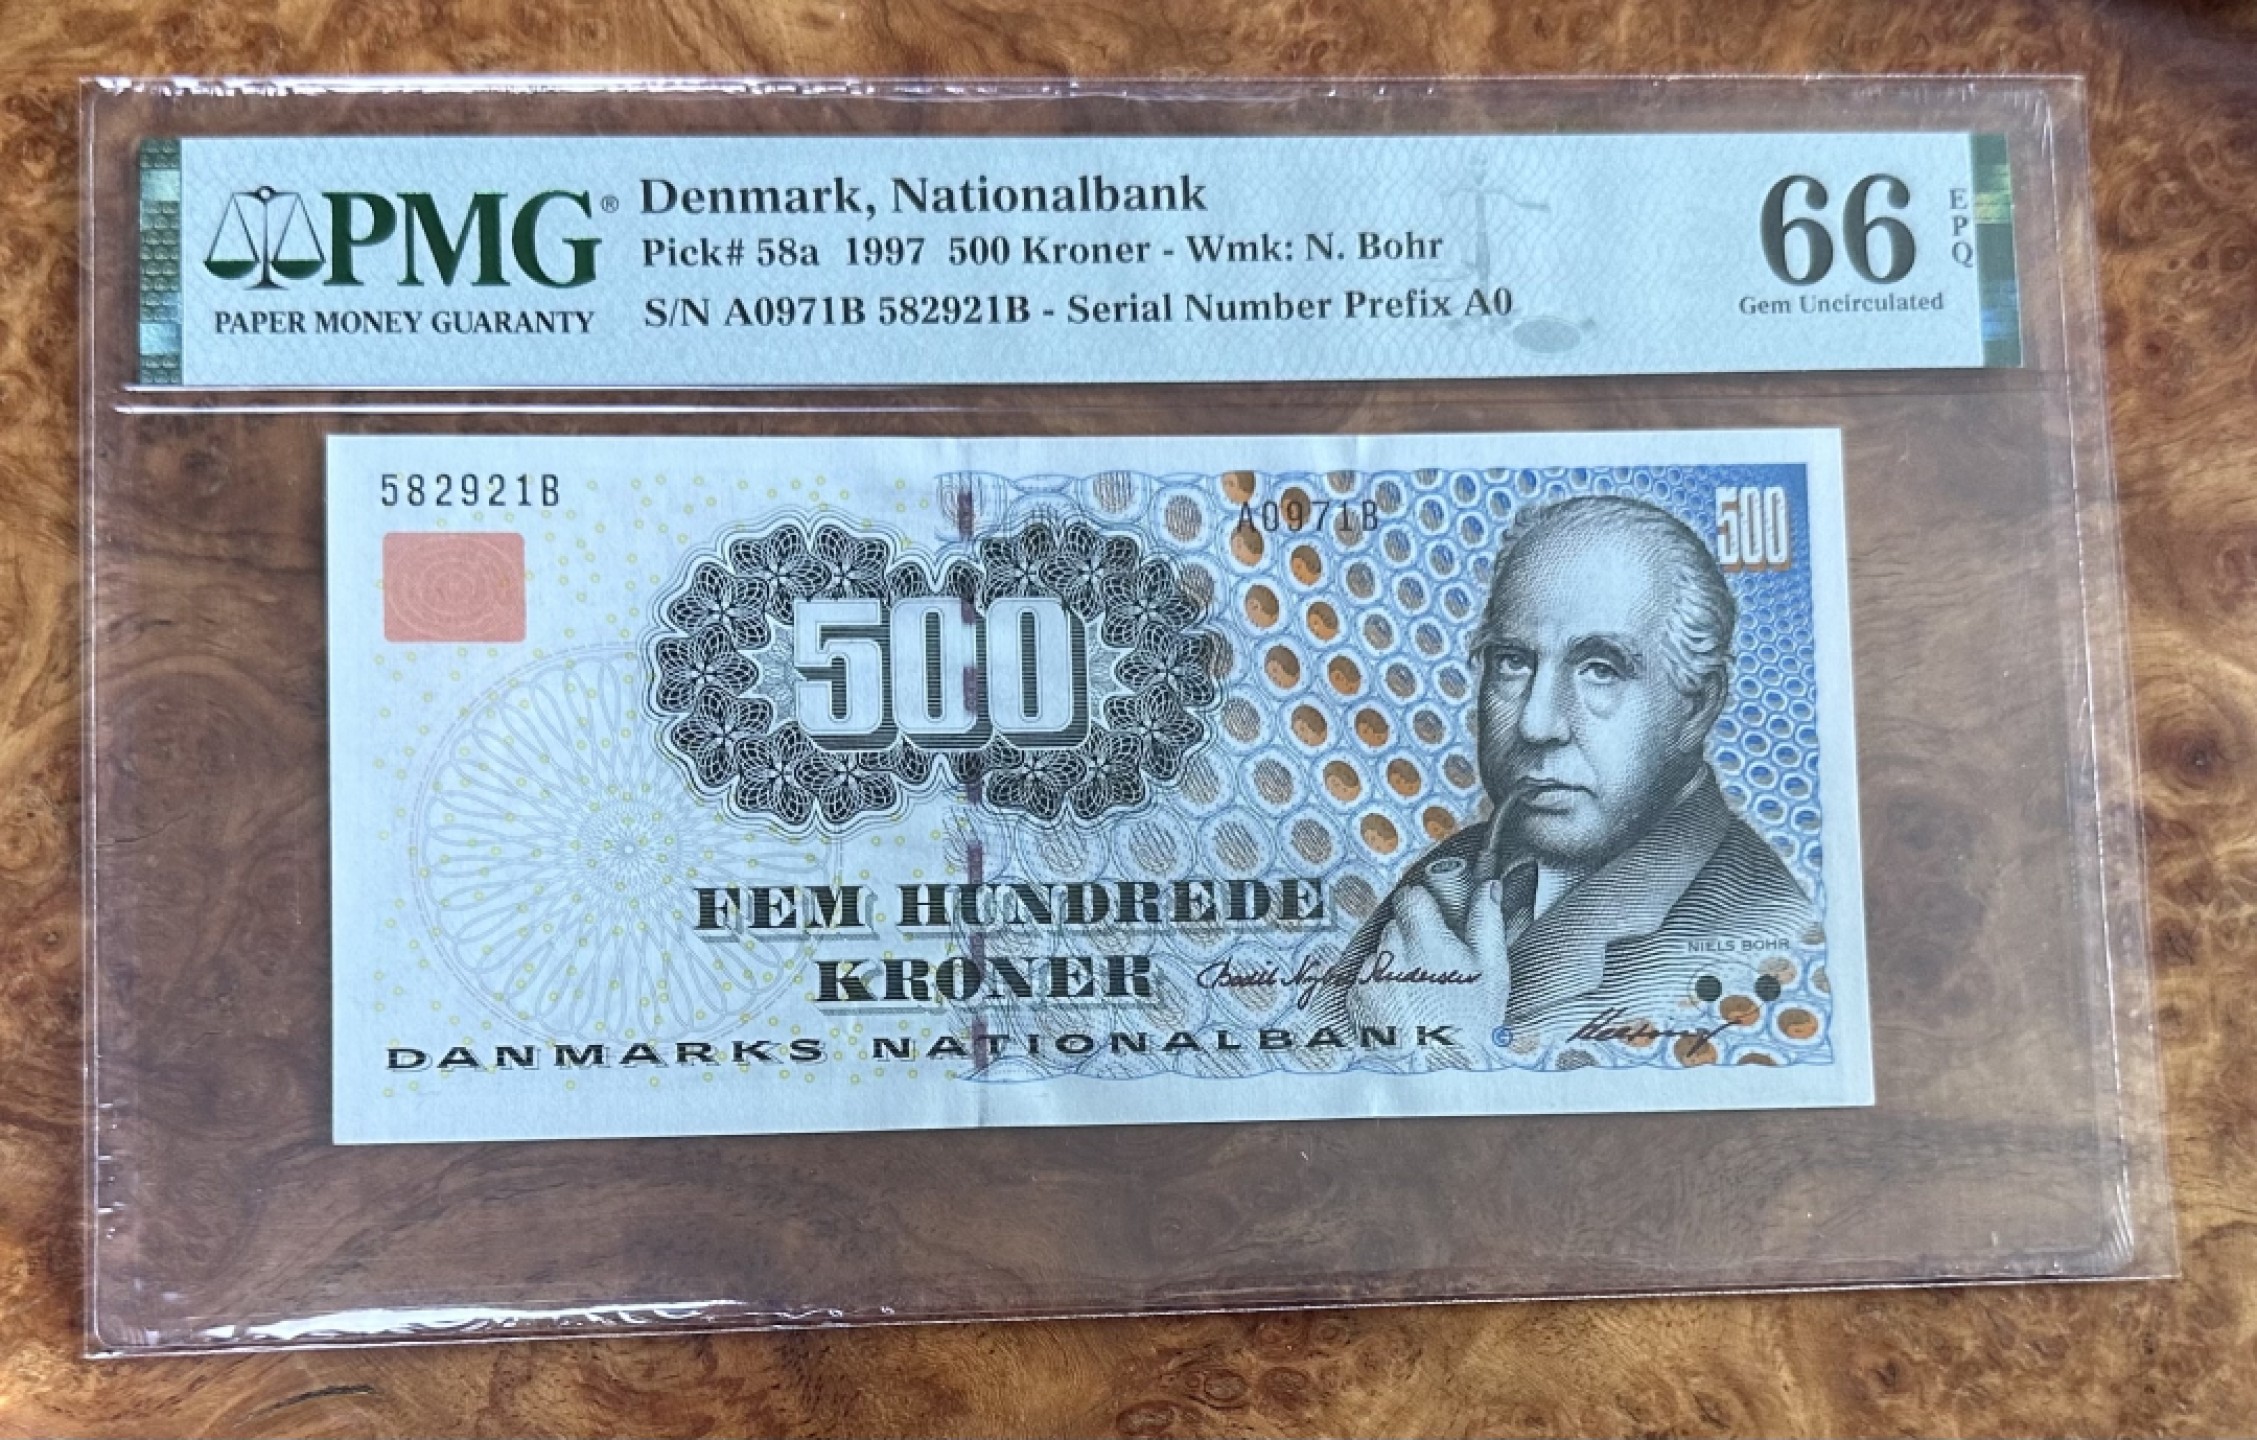 PMG®
PAPER MONEY GUARANTY
Denmark, Nationalbank
Pick# 58a 1997 500 Kroner - Wmk: N. Bohr
S/N A0971B 582921B - Serial Number Prefix A0
66
EPQ
Gem Uncirculated
582921B
A0971B
500
500
FEM HUNDREDE
KRONER
NIELS BOHR
DANMARKS NATIONALBANK
©